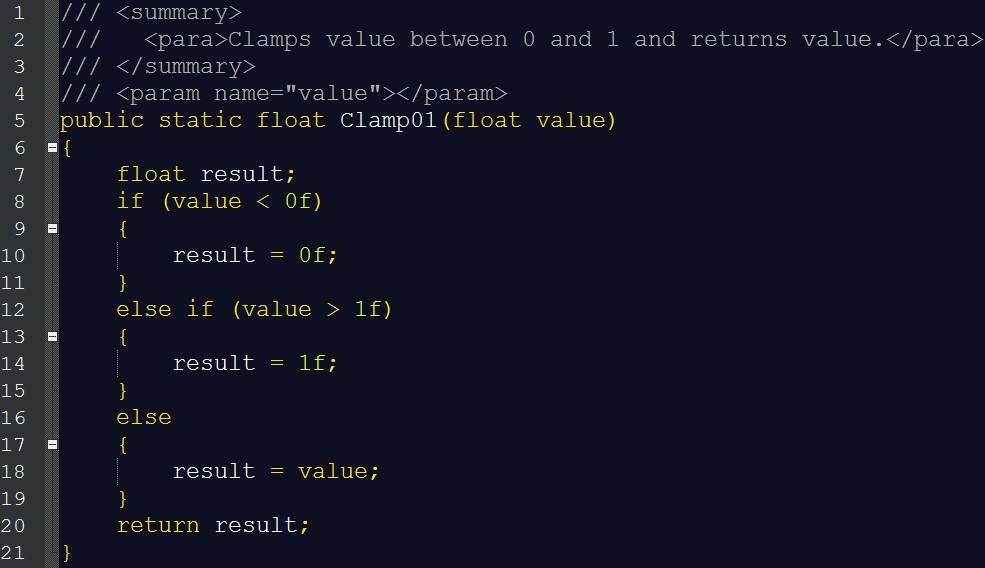 1 /// <summary>
2 ///   <para>Clamps value between 0 and 1 and returns value.</para>
3 /// </summary>
4 /// <param name="value"></param>
5 public static float Clamp01(float value)
6 {
7     float result;
8     if (value < 0f)
9     {
10         result = 0f;
11     }
12     else if (value > 1f)
13     {
14         result = 1f;
15     }
16     else
17     {
18         result = value;
19     }
20     return result;
21 }